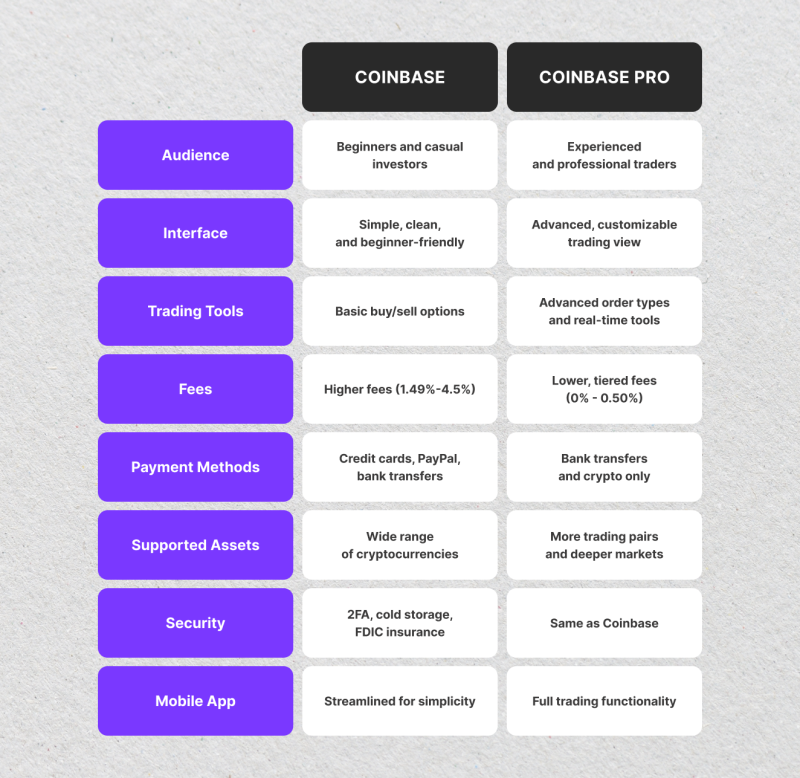 COINBASE
COINBASE PRO
Audience
Beginners and casual
investors
Experienced
and professional traders
Interface
Simple, clean,
and beginner-friendly
Advanced, customizable
trading view
Trading Tools
Basic buy/sell options
Advanced order types
and real-time tools
Fees
Higher fees (1.49%-4.5%)
Lower, tiered fees
(0% - 0.50%)
Payment Methods
Credit cards, PayPal,
bank transfers
Bank transfers
and crypto only
Supported Assets
Wide range
of cryptocurrencies
More trading pairs
and deeper markets
Security
2FA, cold storage,
FDIC insurance
Same as Coinbase
Mobile App
Streamlined for simplicity
Full trading functionality